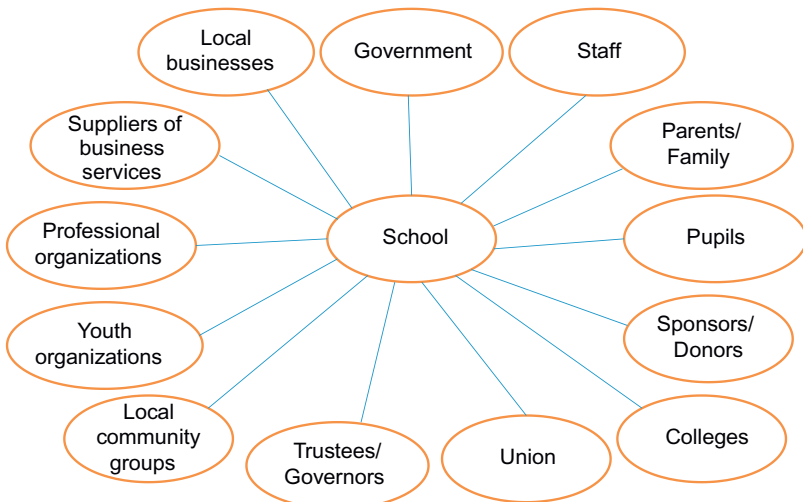 Local
businesses
Government
Staff
Suppliers of
business
services
Parents/
Family
Professional
organizations
School
Pupils
Youth
organizations
Sponsors/
Donors
Local
community
groups
Trustees/
Governors
Union
Colleges